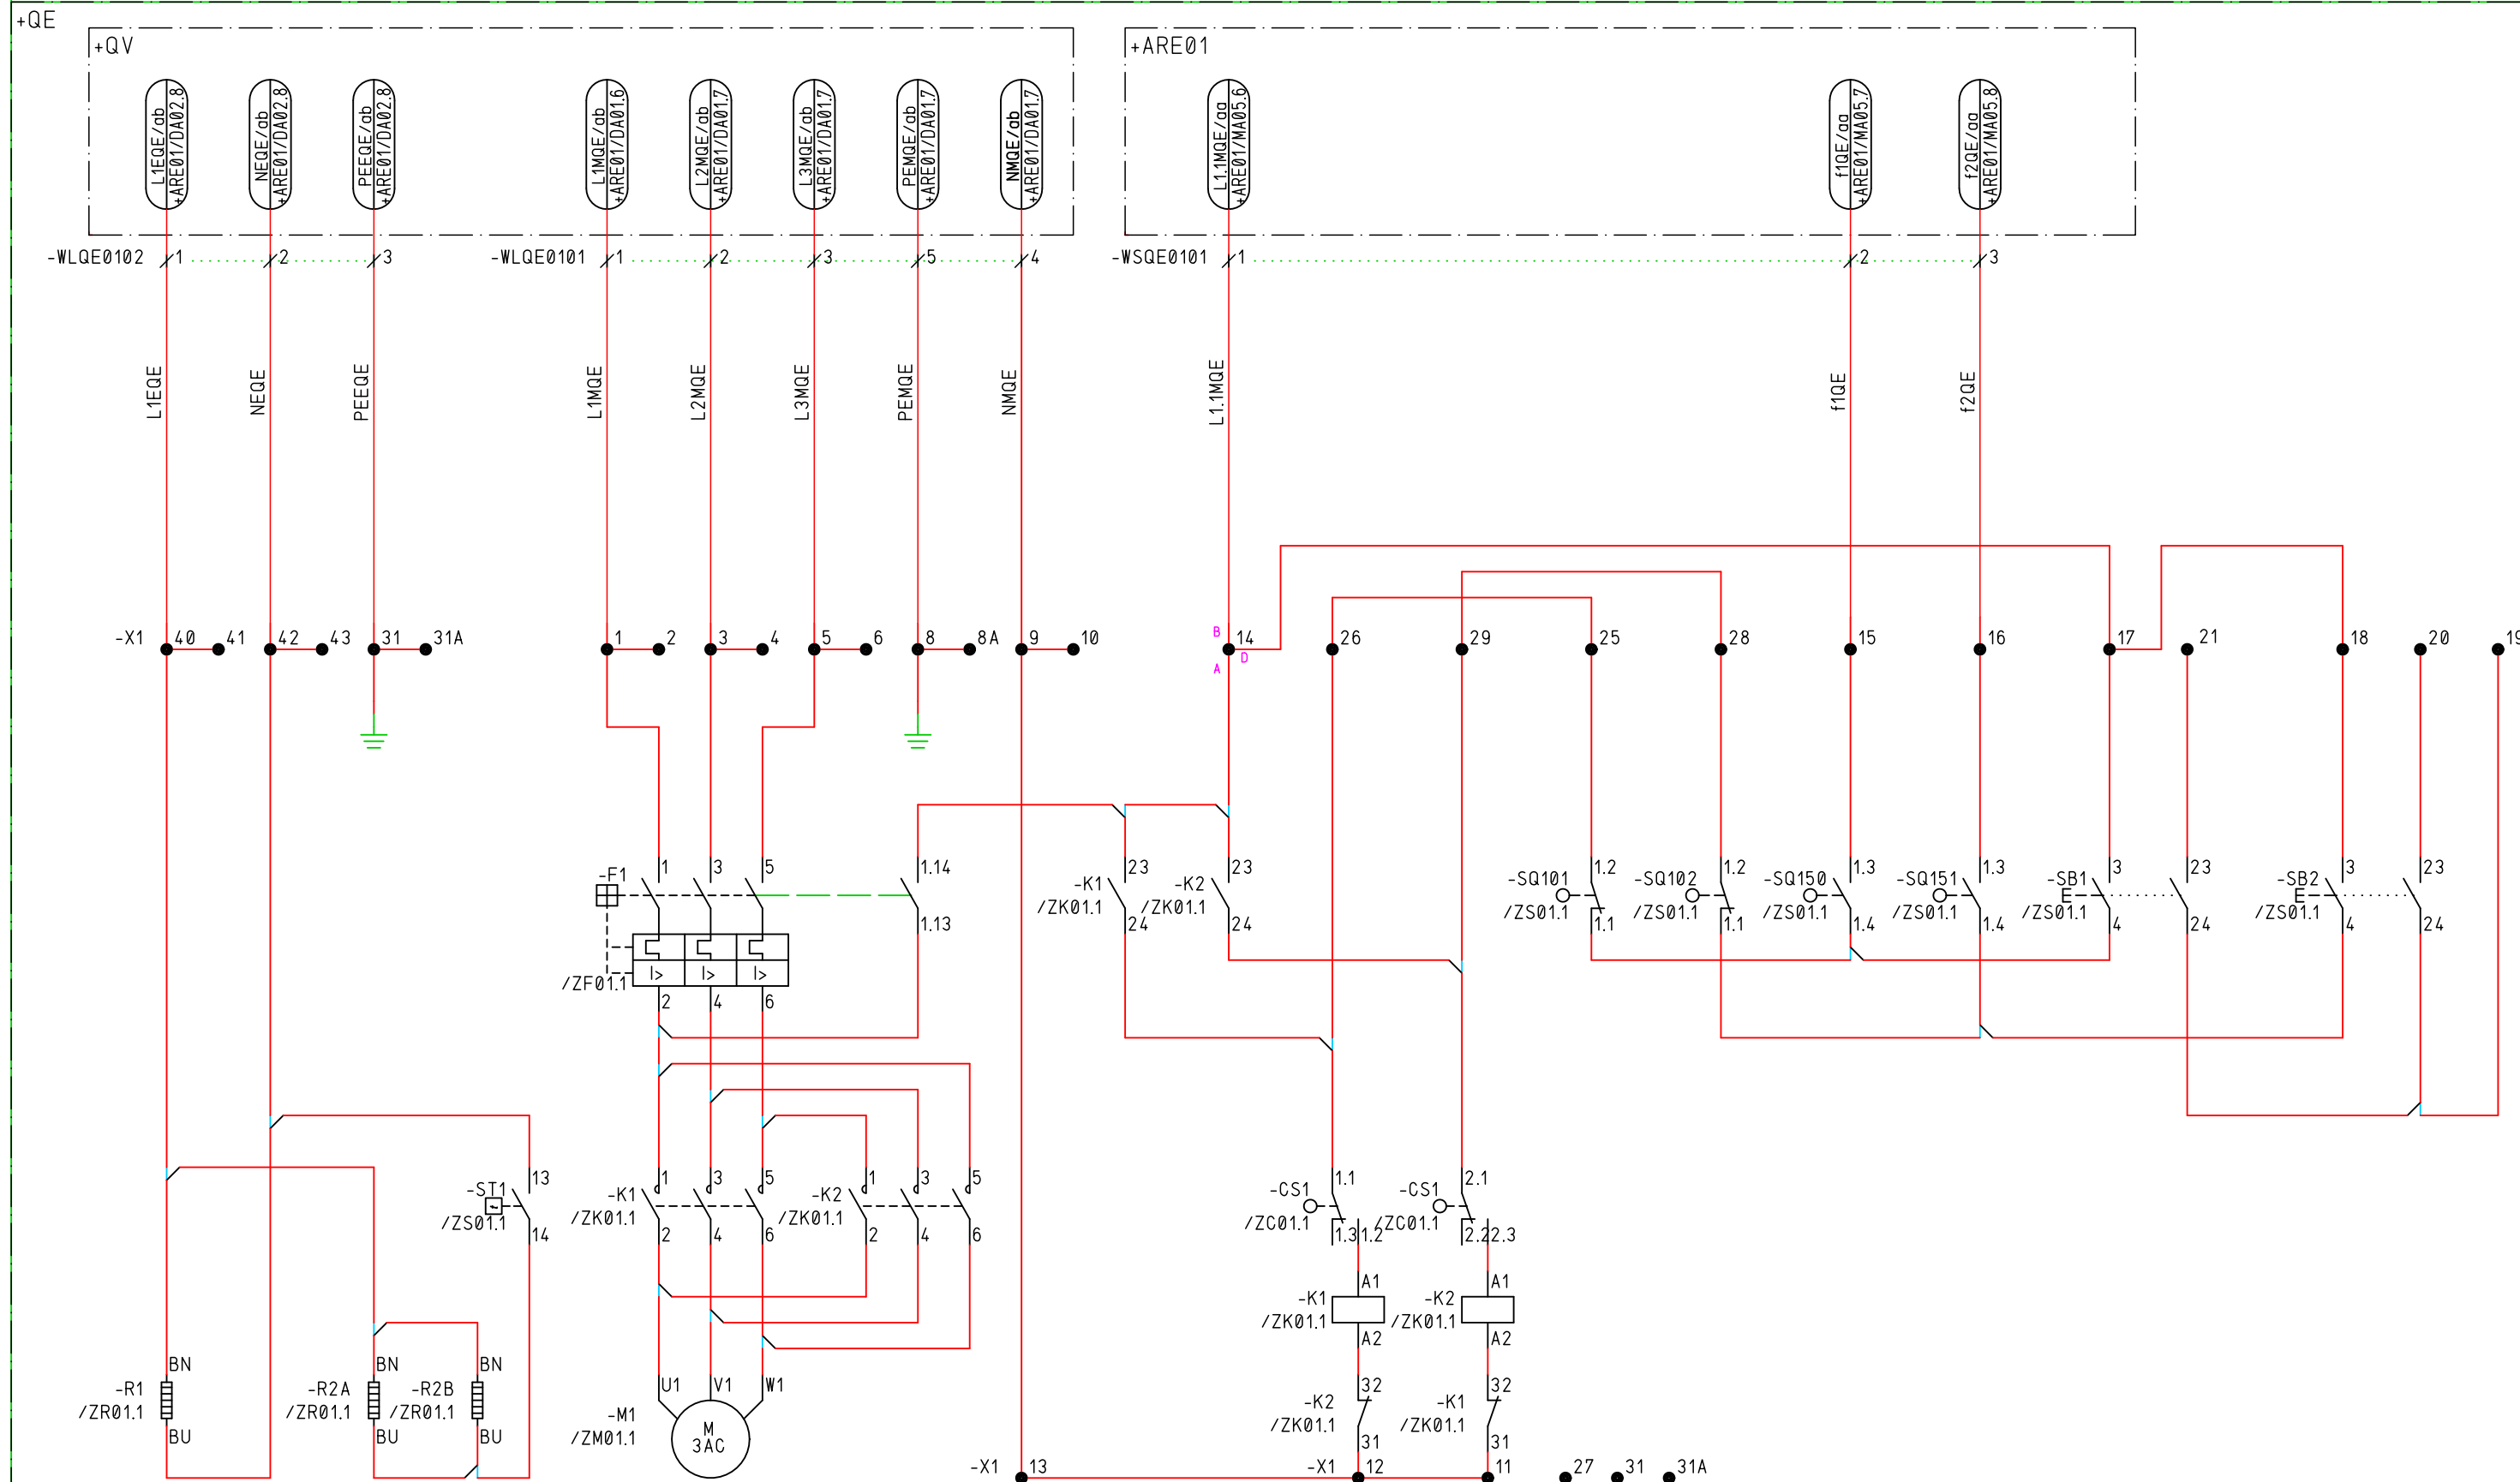 +QE
+QV
+ARE01
L1EQE/ab
+ARE01/DA02.8
NEQE/ab
+ARE01/DA02.8
PEEQE/ab
+ARE01/DA02.8
L1MQE/ab
+ARE01/DA01.6
L2MQE/ab
+ARE01/DA01.7
L3MQE/ab
+ARE01/DA01.7
PEMQE/ab
+ARE01/DA01.7
NMQE/ab
+ARE01/DA01.7
L1.1MQE/aa
+ARE01/MA05.6
f1QE/aa
+ARE01/MA05.7
f2QE/aa
+ARE01/MA05.8
-WLQE0102 1 2 3
-WLQE0101 1 2 3 5 4
-WSQE0101 1 2 3
L1EQE
NEQE
PEEQE
L1MQE
L2MQE
L3MQE
PEMQE
NMQE
L1.1MQE
f1QE
f2QE
-X1 40 41 42 43 31 31A 1 2 3 4 5 6 8 8A 9 10 B 14 26 29 25 28 15 16 17 21 18 20 19
A D
-F1 1 3 5 1.14
1.13
/ZF01.1
I> I> I>
2 4 6
-K1 23
/ZK01.1 24
-K2 23
/ZK01.1 24
-SQ101 1.2
/ZS01.1 1.1
-SQ102 1.2
/ZS01.1 1.1
-SQ150 1.3
/ZS01.1 1.4
-SQ151 1.3
/ZS01.1 1.4
-SB1 3 23
/ZS01.1 4 24
-SB2 3 23
/ZS01.1 4 24
-ST1 13
/ZS01.1 14
-K1 1 3 5
/ZK01.1 2 4 6
-K2 1 3 5
/ZK01.1 2 4 6
-CS1 1.1
/ZC01.1 1.3 1.2
-CS1 2.1
/ZC01.1 2.2 2.3
-K1 A1
/ZK01.1 A2
-K2 A1
/ZK01.1 A2
-R1 BN
/ZR01.1 BU
-R2A BN
/ZR01.1 BU
-R2B BN
/ZR01.1 BU
U1 V1 W1
-M1
/ZM01.1
M
3AC
-K2 32
/ZK01.1 31
-K1 32
/ZK01.1 31
-X1 13 -X1 12 11 27 31 31A